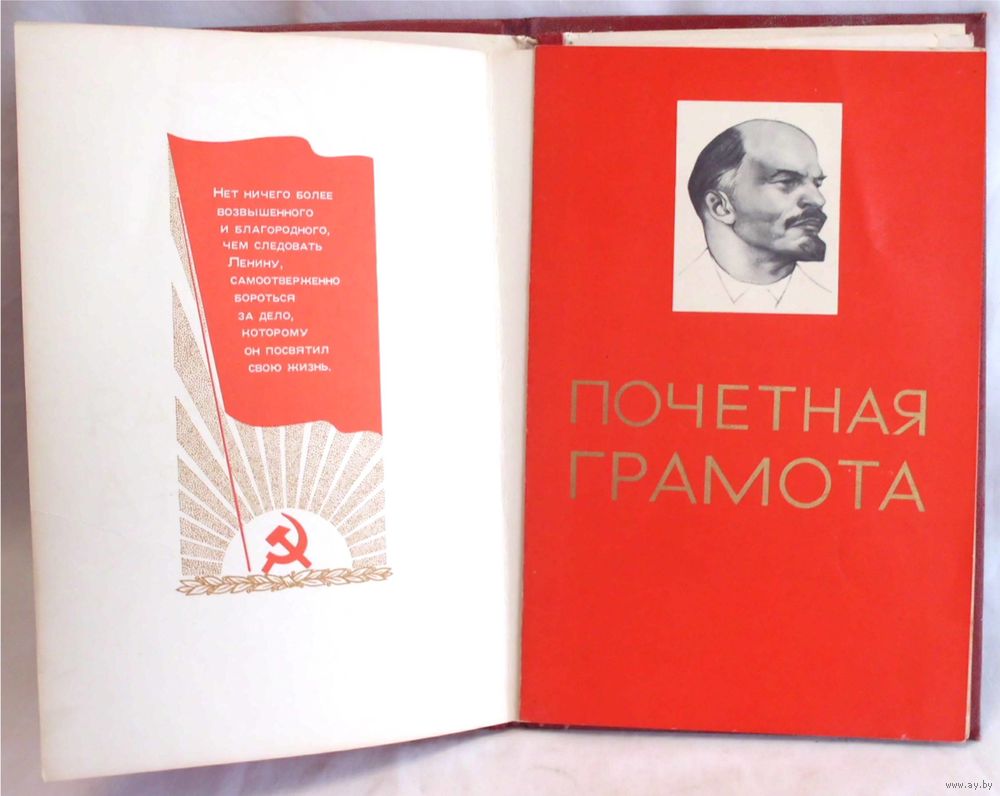 Нет ничего более
возвышенного
и благородного,
чем следовать
Ленину,
самоотверженно
бороться
за дело,
которому
он посвятил
свою жизнь.
ПОЧЕТНАЯ
ГРАМОТА
www.ay.by